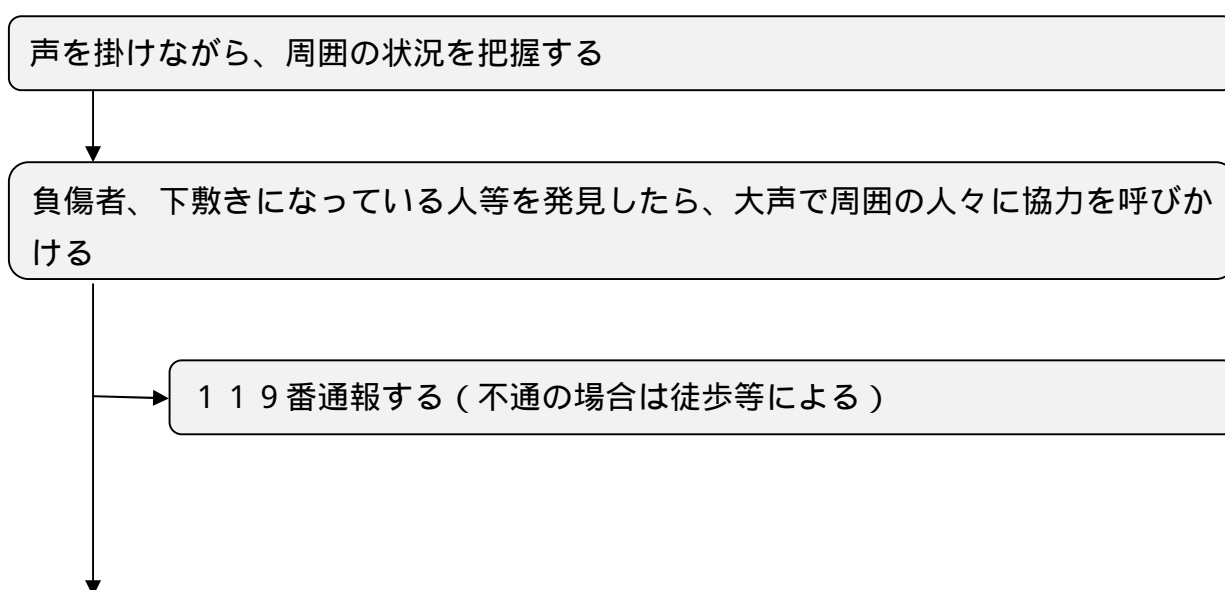 声を掛けながら、周囲の状況を把握する
負傷者、下敷きになっている人等を発見したら、大声で周囲の人々に協力を呼びか
ける
１１９番通報する（不通の場合は徒歩等による）